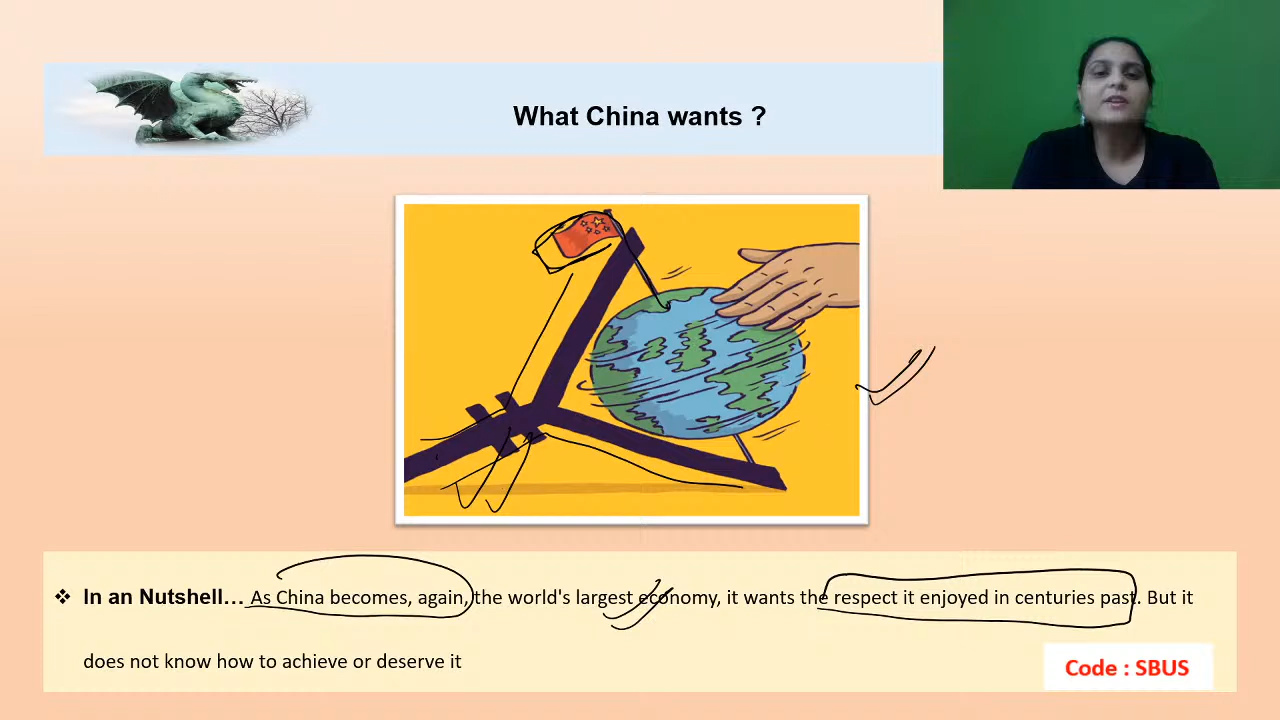 What China wants ?
❖ In an Nutshell… As China becomes, again, the world's largest economy, it wants the respect it enjoyed in centuries past. But it
does not know how to achieve or deserve it
Code : SBUS